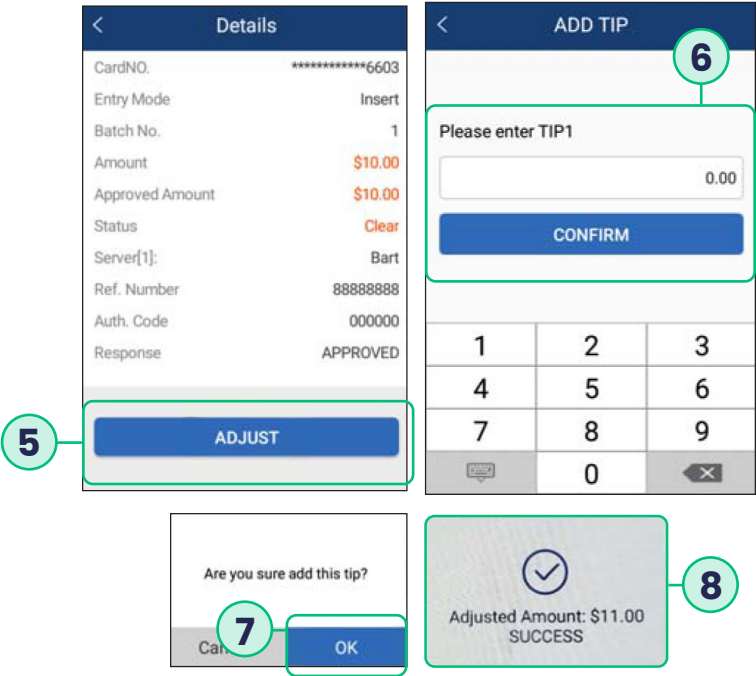 Details
CardNO. ************6603
Entry Mode Insert
Batch No. 1
Amount $10.00
Approved Amount $10.00
Status Clear
Server[1]: Bart
Ref. Number 88888888
Auth. Code 000000
Response APPROVED
5
ADJUST
ADD TIP
6
Please enter TIP1
0.00
CONFIRM
1 2 3
4 5 6
7 8 9
0
Are you sure add this tip?
7
OK
8
Adjusted Amount: $11.00
SUCCESS